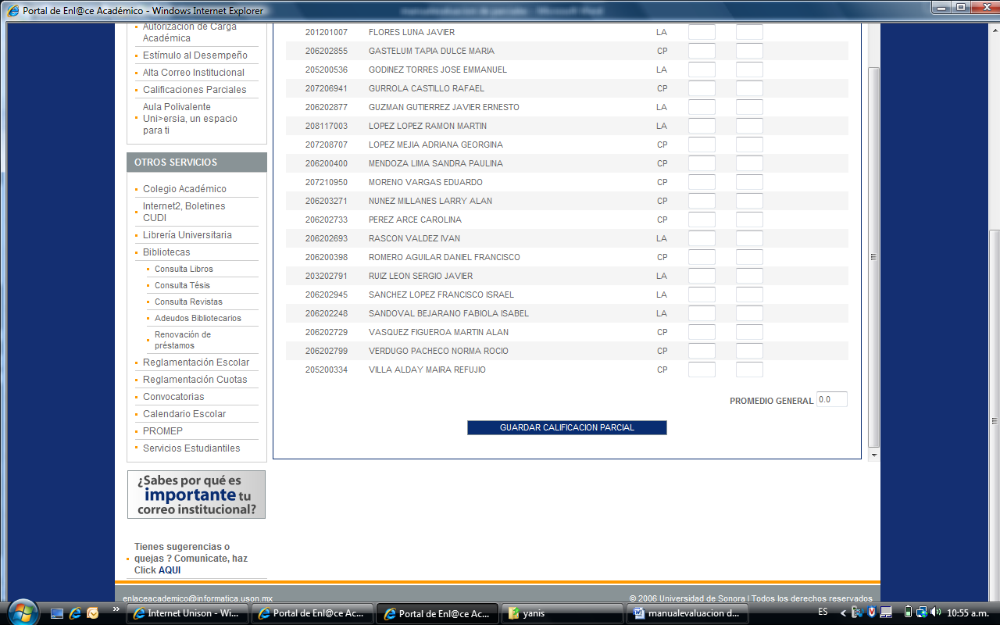 Portal de Enl@ce Académico - Windows Internet Explorer
Autorización de Carga
Académica
Estímulo al Desempeño
Alta Correo Institucional
Calificaciones Parciales
Aula Polivalente
Uni>ersia, un espacio
para ti
OTROS SERVICIOS
Colegio Académico
Internet2, Boletines
CUDI
Librería Universitaria
Bibliotecas
Consulta Libros
Consulta Tésis
Consulta Revistas
Adeudos Bibliotecarios
Renovación de
préstamos
Reglamentación Escolar
Reglamentación Cuotas
Convocatorias
Calendario Escolar
PROMEP
Servicios Estudiantiles
¿Sabes por qué es
importante tu
correo institucional?
Tienes sugerencias o
quejas ? Comunícate, haz
Click AQUI
201201007 FLORES LUNA JAVIER LA
206202855 GASTELUM TAPIA DULCE MARIA CP
205200536 GODINEZ TORRES JOSE EMMANUEL LA
207206941 GURROLA CASTILLO RAFAEL CP
206202877 GUZMAN GUTIERREZ JAVIER ERNESTO LA
208117003 LOPEZ LOPEZ RAMON MARTIN LA
207208707 LOPEZ MEJIA ADRIANA GEORGINA CP
206200400 MENDOZA LIMA SANDRA PAULINA CP
207210950 MORENO VARGAS EDUARDO CP
206203271 NUNEZ MILLANES LARRY ALAN CP
206202733 PEREZ ARCE CAROLINA CP
206202693 RASCON VALDEZ IVAN LA
206200398 ROMERO AGUILAR DANIEL FRANCISCO CP
203202791 RUIZ LEON SERGIO JAVIER LA
206202945 SANCHEZ LOPEZ FRANCISCO ISRAEL LA
206202248 SANDOVAL BEJARANO FABIOLA ISABEL LA
206202729 VASQUEZ FIGUEROA MARTIN ALAN CP
206202799 VERDUGO PACHECO NORMA ROCIO CP
205200334 VILLA ALDAY MAIRA REFUJIO CP
PROMEDIO GENERAL 0.0
GUARDAR CALIFICACION PARCIAL
enlaceacademico@informatica.uson.mx © 2006 Universidad de Sonora | Todos los derechos reservados
» Internet Unison - Wi... Portal de Enl@ce Ac... Portal de Enl@ce Ac... yanis manualevaluacion d... ES < 10:55 a.m.